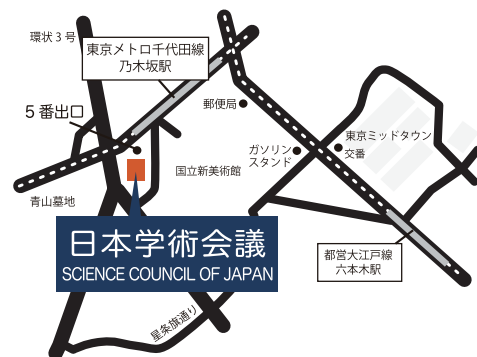 環状3号
東京メトロ千代田線
乃木坂駅
5番出口
郵便局
ガソリン
スタンド
東京ミッドタウン
交番
国立新美術館
青山墓地
日本学術会議
SCIENCE COUNCIL OF JAPAN
都営大江戸線
六本木駅
星条旗通り